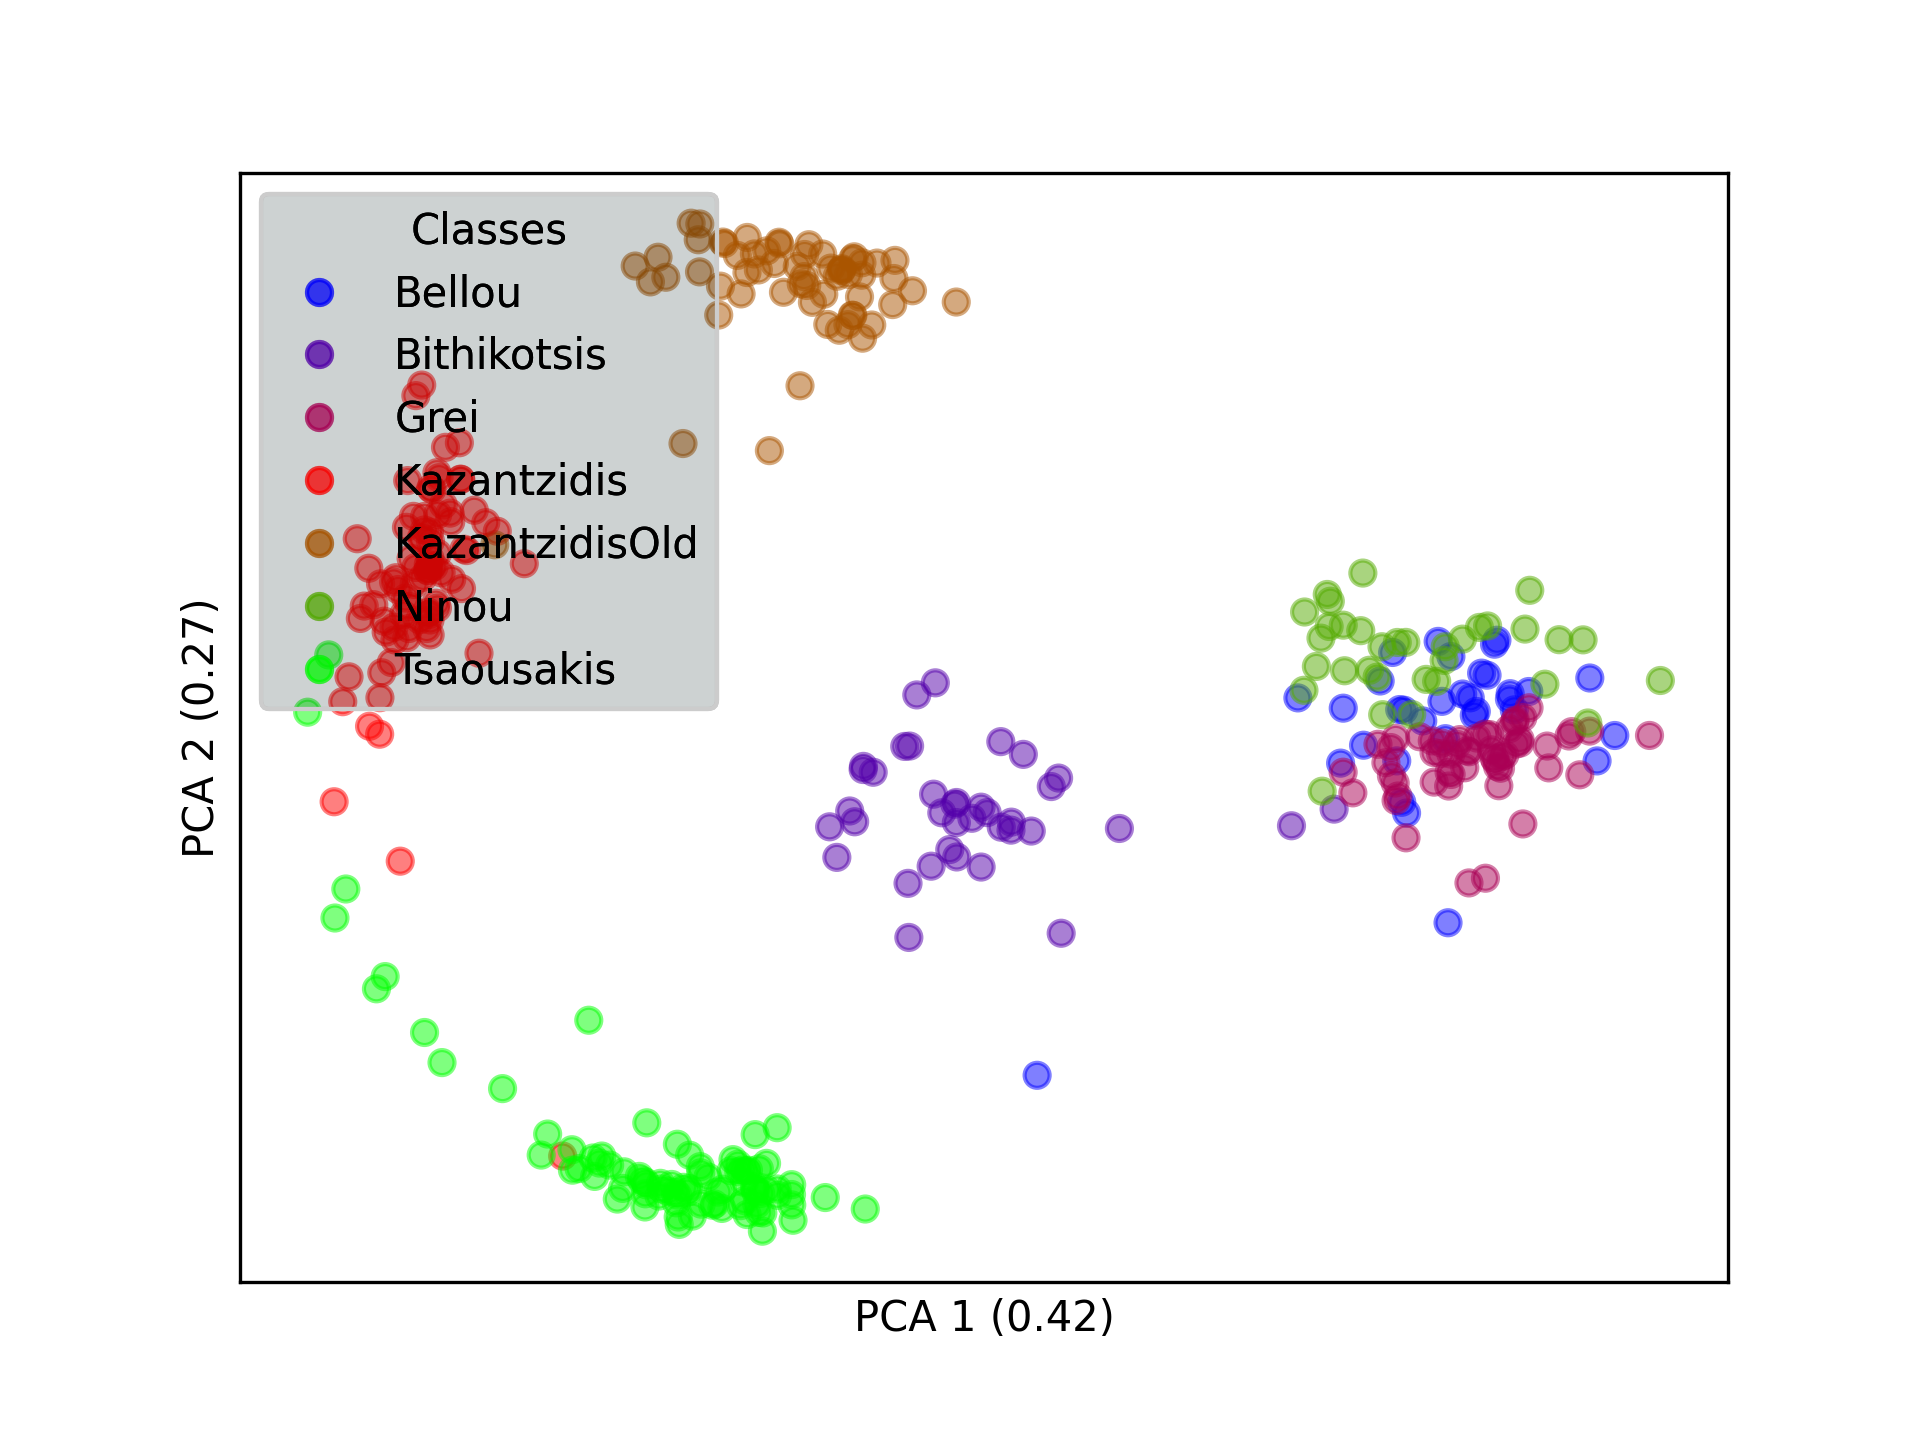 Classes
Bellou
Bithikotsis
Grei
Kazantzidis
KazantzidisOld
Ninou
Tsaousakis
PCA 2 (0.27)
PCA 1 (0.42)